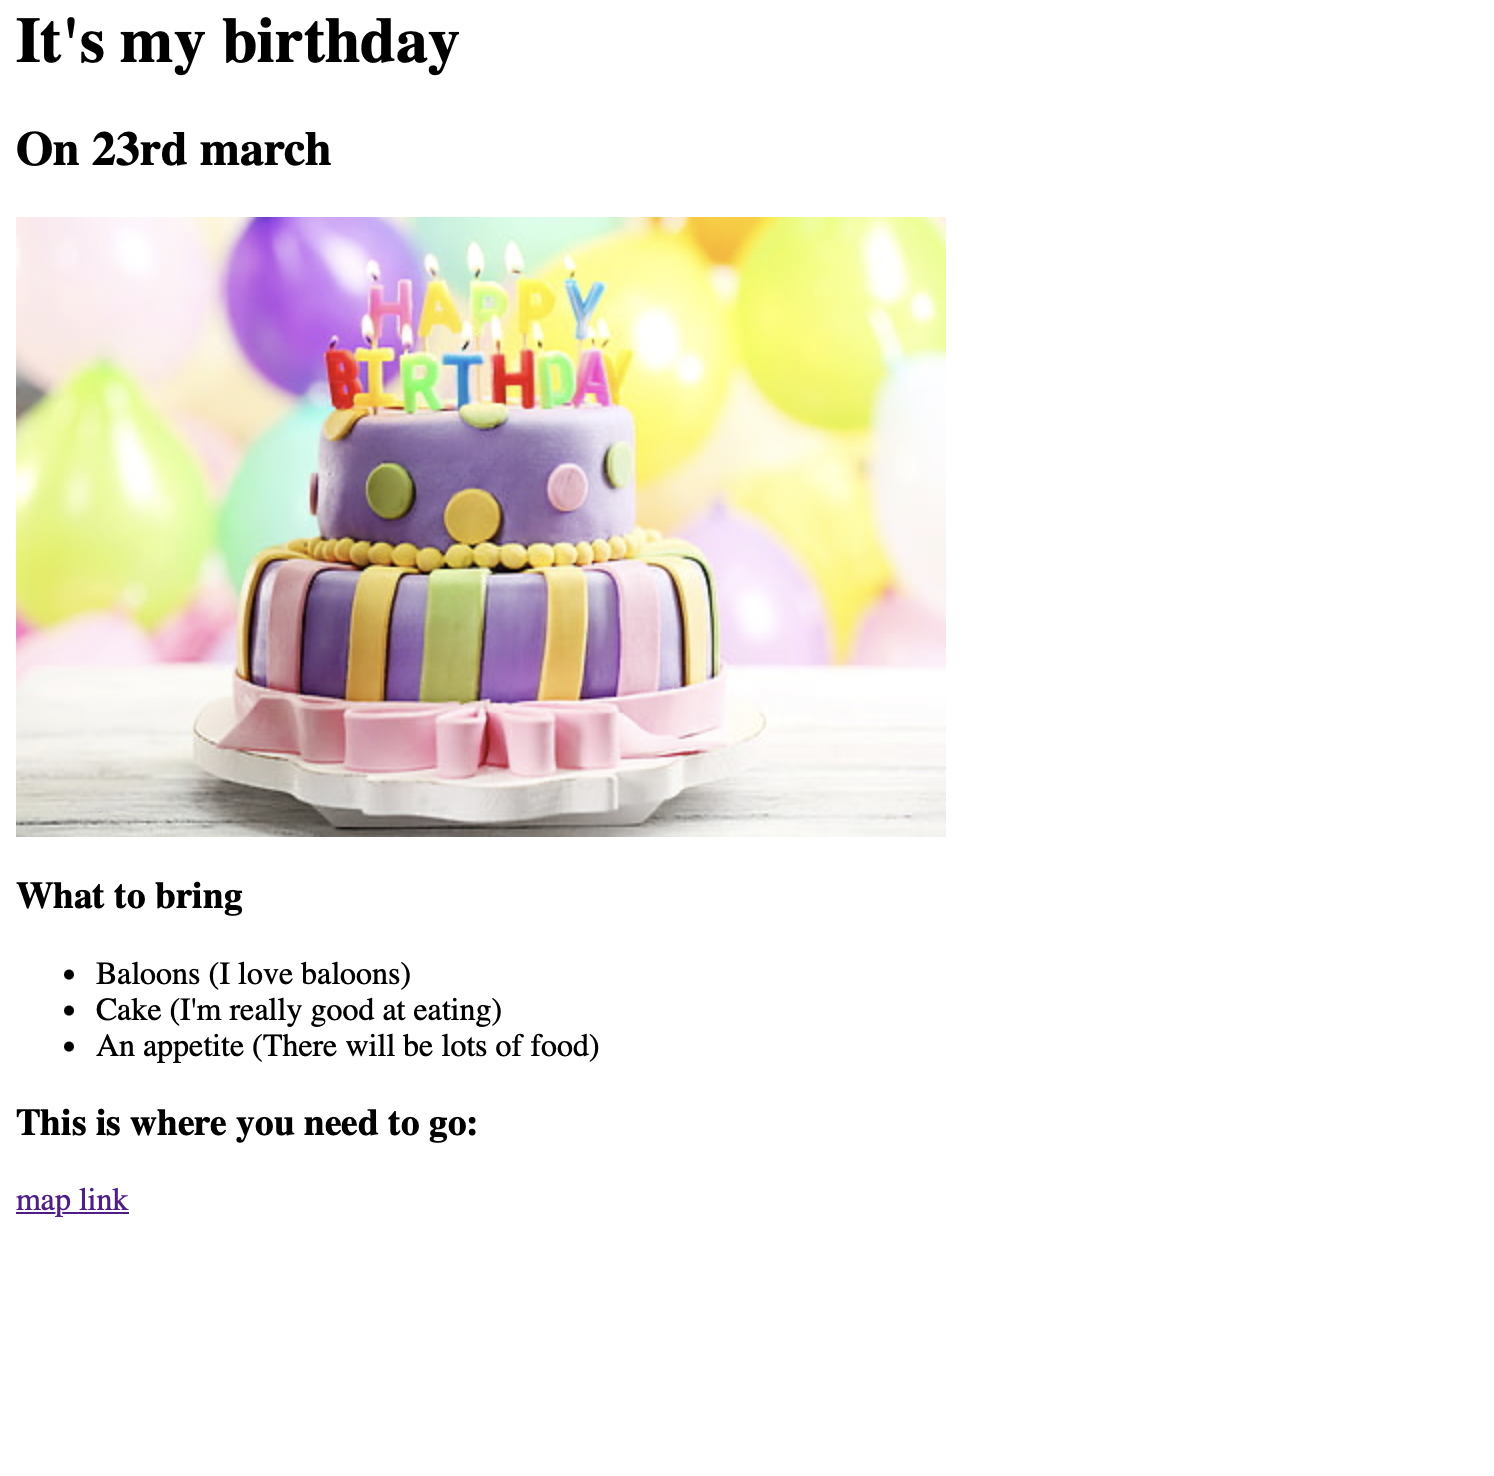 It's my birthday
On 23rd march
HAPPY
BIRTHDAY
What to bring
Baloons (I love baloons)
Cake (I'm really good at eating)
An appetite (There will be lots of food)
This is where you need to go:
map link